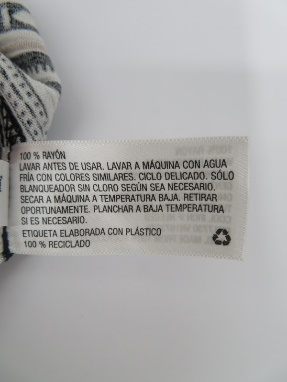 100 % RAYÓN
LAVAR ANTES DE USAR. LAVAR A MÁQUINA CON AGUA
FRÍA CON COLORES SIMILARES. CICLO DELICADO. SÓLO
BLANQUEADOR SIN CLORO SEGÚN SEA NECESARIO.
SECAR A MÁQUINA A TEMPERATURA BAJA. RETIRAR
OPORTUNAMENTE. PLANCHAR A BAJA TEMPERATURA
SI ES NECESARIO.
ETIQUETA ELABORADA CON PLÁSTICO
100 % RECICLADO